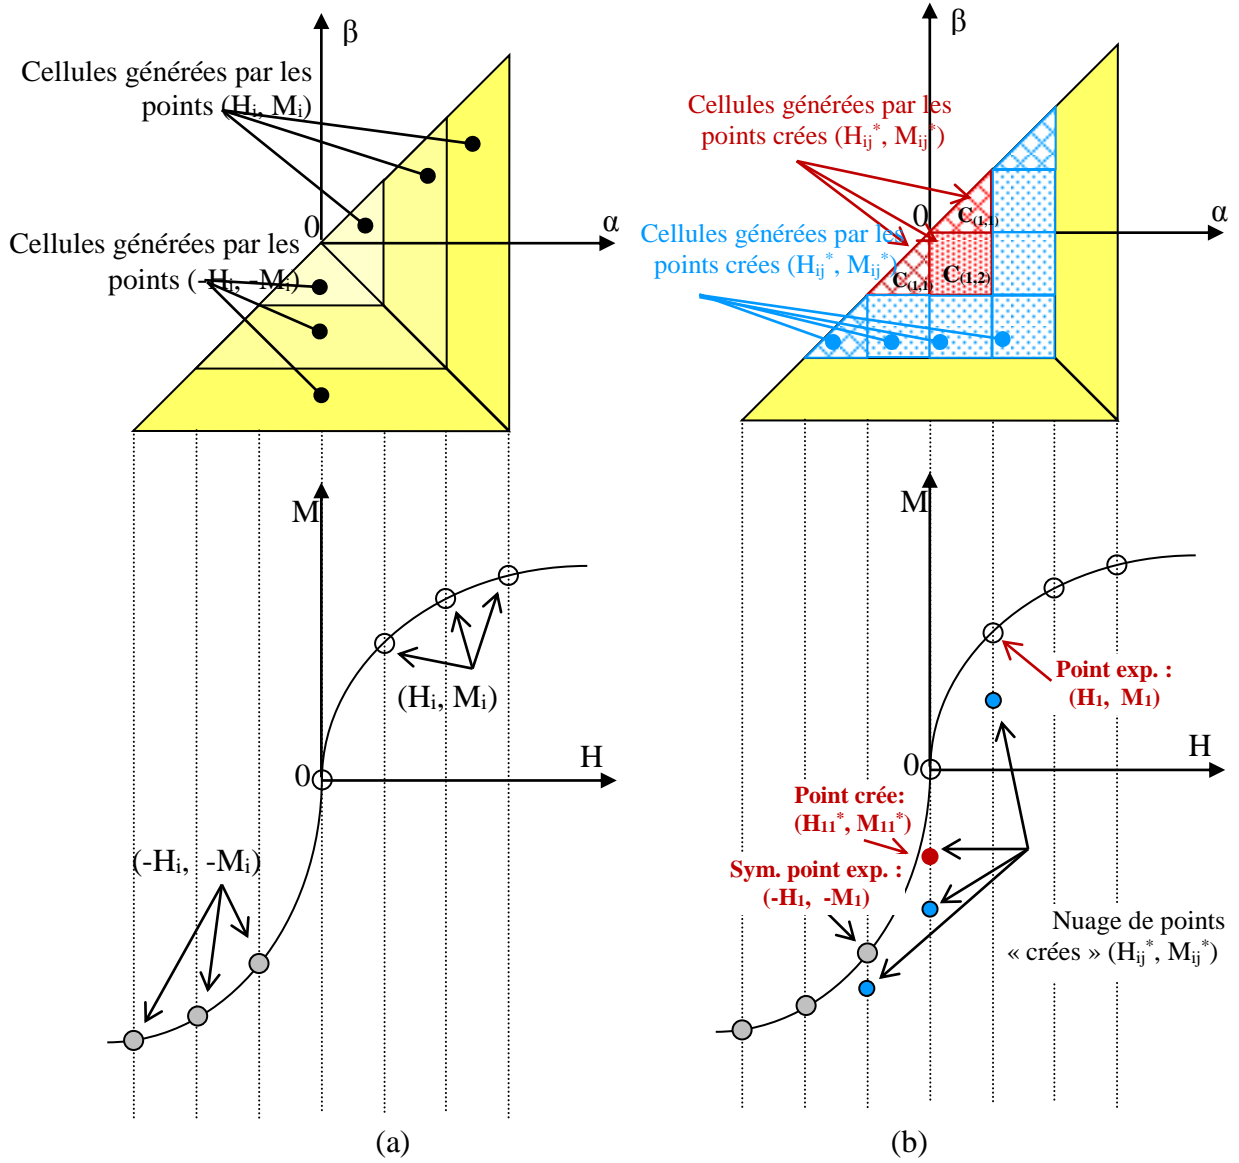 β
Cellules générées par les
points (Hi, Mi)
0
α
Cellules générées par les
points (-Hi, -Mi)
M
(Hi, Mi)
H
0
(-Hi, -Mi)
(a)
β
Cellules générées par les
points crées (Hij*, Mij*)
0
α
C(1,1)
Cellules générées par les
points crées (Hij*, Mij*)
C(1,1)
C(1,2)
M
Point exp. :
(H1, M1)
H
0
Point crée:
(H11*, M11*)
Sym. point exp. :
(-H1, -M1)
Nuage de points
« crées » (Hij*, Mij*)
(b)